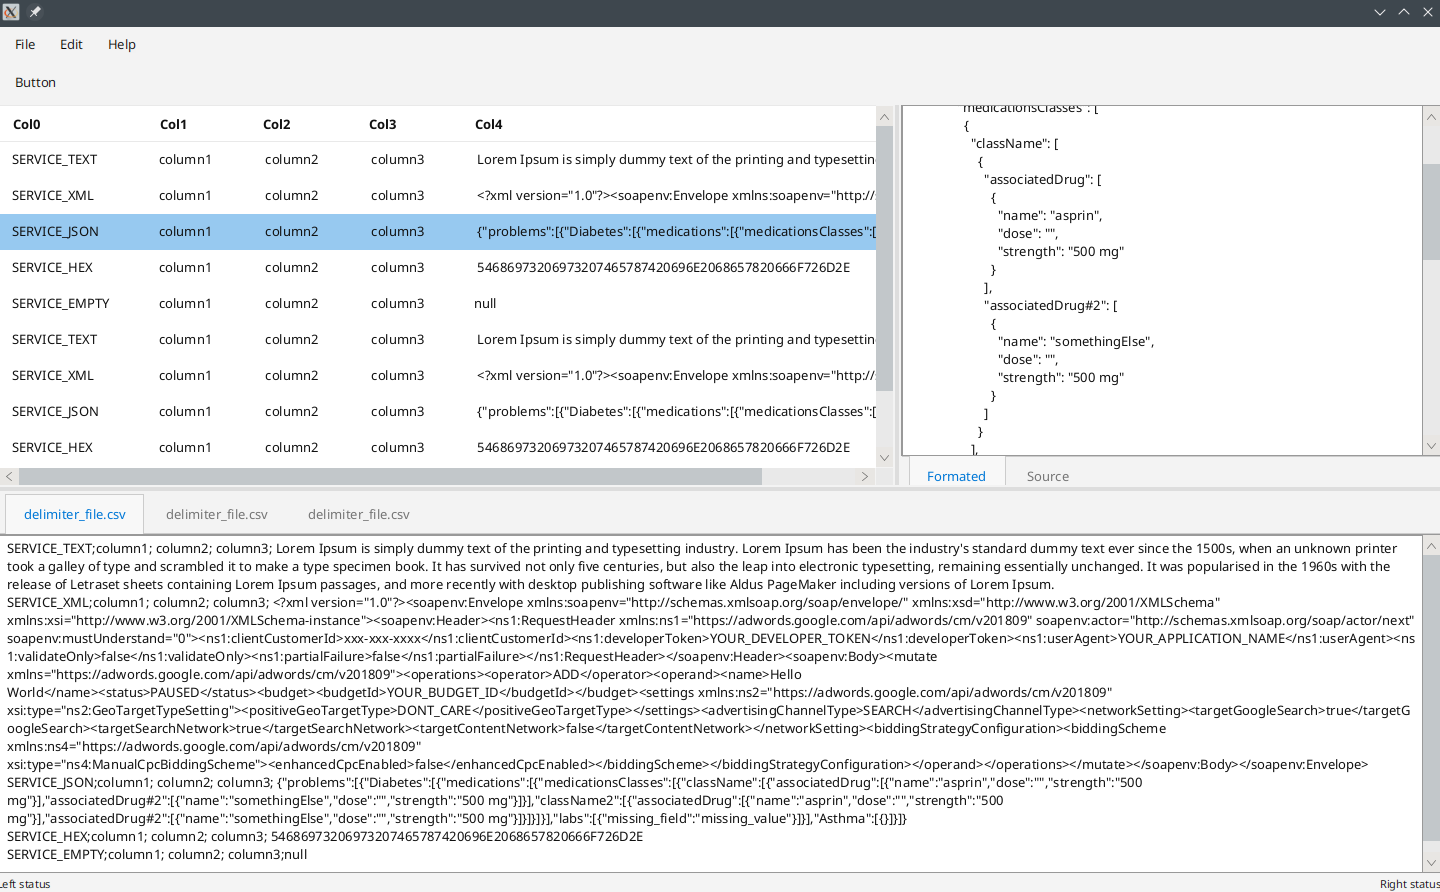 File Edit Help
Button
Col0 Col1 Col2 Col3 Col4
SERVICE_TEXT column1 column2 column3 Lorem Ipsum is simply dummy text of the printing and typesettin
SERVICE_XML column1 column2 column3 <?xml version="1.0"?><soapenv:Envelope xmlns:soapenv="http://s
SERVICE_JSON column1 column2 column3 {"problems":[{"Diabetes":[{"medications":[{"medicationsClasses":[
SERVICE_HEX column1 column2 column3 546869732069732074657874206​96E2068657820666F726D2E
SERVICE_EMPTY column1 column2 column3 null
SERVICE_TEXT column1 column2 column3 Lorem Ipsum is simply dummy text of the printing and typesettin
SERVICE_XML column1 column2 column3 <?xml version="1.0"?><soapenv:Envelope xmlns:soapenv="http://s
SERVICE_JSON column1 column2 column3 {"problems":[{"Diabetes":[{"medications":[{"medicationsClasses":[
SERVICE_HEX column1 column2 column3 54686973206973207465787420696E2068657820666F726D2E
medicationsClasses": [
{
"className": [
{
"associatedDrug": [
{
"name": "asprin",
"dose": "",
"strength": "500 mg"
}
],
"associatedDrug#2": [
{
"name": "somethingElse",
"dose": "",
"strength": "500 mg"
}
]
}
],
Formated Source
delimiter_file.csv delimiter_file.csv delimiter_file.csv
SERVICE_TEXT;column1; column2; column3; Lorem Ipsum is simply dummy text of the printing and typesetting industry. Lorem Ipsum has been the industry's standard dummy text ever since the 1500s, when an unknown printer
took a galley of type and scrambled it to make a type specimen book. It has survived not only five centuries, but also the leap into electronic typesetting, remaining essentially unchanged. It was popularised in the 1960s with the
release of Letraset sheets containing Lorem Ipsum passages, and more recently with desktop publishing software like Aldus PageMaker including versions of Lorem Ipsum.
SERVICE_XML;column1; column2; column3; <?xml version="1.0"?><soapenv:Envelope xmlns:soapenv="http://schemas.xmlsoap.org/soap/envelope/" xmlns:xsd="http://www.w3.org/2001/XMLSchema"
xmlns:xsi="http://www.w3.org/2001/XMLSchema-instance"><soapenv:Header><ns1:RequestHeader xmlns:ns1="https://adwords.google.com/api/adwords/cm/v201809" soapenv:actor="http://schemas.xmlsoap.org/soap/actor/next"
soapenv:mustUnderstand="0"><ns1:clientCustomerId>xxx-xxx-xxxx</ns1:clientCustomerId><ns1:developerToken>YOUR_DEVELOPER_TOKEN</ns1:developerToken><ns1:userAgent>YOUR_APPLICATION_NAME</ns1:userAgent><ns
1:validateOnly>false</ns1:validateOnly><ns1:partialFailure>false</ns1:partialFailure></ns1:RequestHeader></soapenv:Header><soapenv:Body><mutate
xmlns="https://adwords.google.com/api/adwords/cm/v201809"><operations><operator>ADD</operator><operand><name>Hello
World</name><status>PAUSED</status><budget><budgetId>YOUR_BUDGET_ID</budgetId></budget><settings xmlns:ns2="https://adwords.google.com/api/adwords/cm/v201809"
xsi:type="ns2:GeoTargetTypeSetting"><positiveGeoTargetType>DONT_CARE</positiveGeoTargetType></settings><advertisingChannelType>SEARCH</advertisingChannelType><networkSetting><targetGoogleSearch>true</targetG
oogleSearch><targetSearchNetwork>true</targetSearchNetwork><targetContentNetwork>false</targetContentNetwork></networkSetting><biddingStrategyConfiguration><biddingScheme
xmlns:ns4="https://adwords.google.com/api/adwords/cm/v201809"
xsi:type="ns4:ManualCpcBiddingScheme"><enhancedCpcEnabled>false</enhancedCpcEnabled></biddingScheme></biddingStrategyConfiguration></operand></operations></mutate></soapenv:Body></soapenv:Envelope>
SERVICE_JSON;column1; column2; column3; {"problems":[{"Diabetes":[{"medications":[{"medicationsClasses":[{"className":[{"associatedDrug":[{"name":"asprin","dose":"","strength":"500
mg"}],"associatedDrug#2":[{"name":"somethingElse","dose":"","strength":"500 mg"}]}],"className2":[{"associatedDrug":[{"name":"asprin","dose":"","strength":"500
mg"}],"associatedDrug#2":[{"name":"somethingElse","dose":"","strength":"500 mg"}]}]}]}],"labs":[{"missing_field":"missing_value"}]}],"Asthma":[{}]}]}
SERVICE_HEX;column1; column2; column3; 54686973206973207465787420696E2068657820666F726D2E
SERVICE_EMPTY;column1; column2; column3;null
Left status Right status